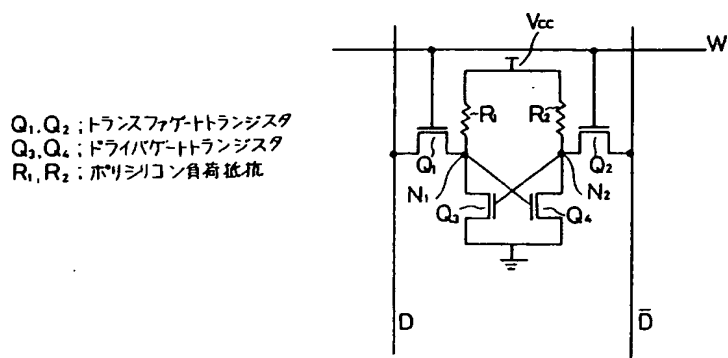 Vcc
W
Q₁,Q₂;トランスファゲートトランジスタ
Q₃,Q₄;ドライバゲートトランジスタ
R₁,R₂;ポリシリコン負荷抵抗
R₁
R₂
Q₁
Q₂
N₁
N₂
Q₃
Q₄
D
D̅